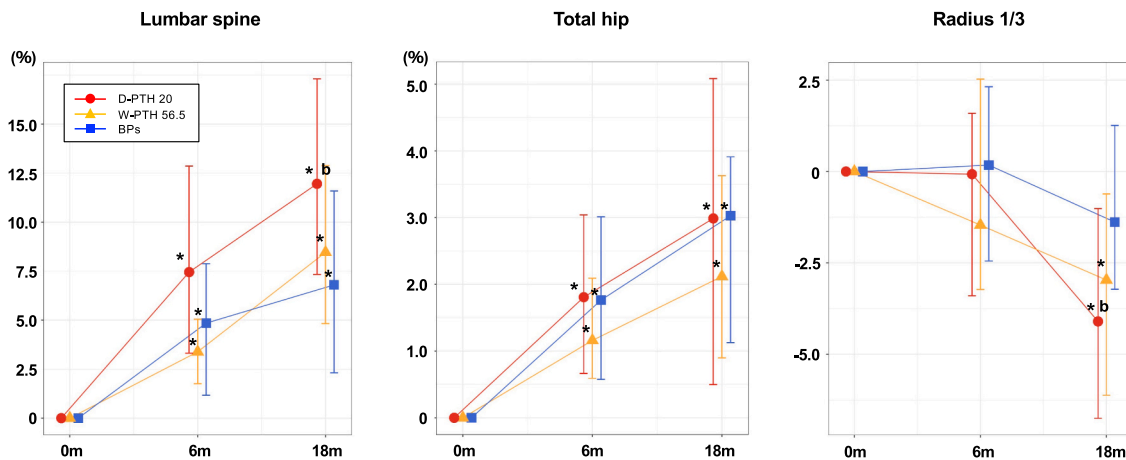 Lumbar spine
(%)
D-PTH 20
W-PTH 56.5
BPs
15.0
12.5
10.0
7.5
5.0
2.5
0
* * * * b * *
0m 6m 18m
Total hip
(%)
5.0
4.0
3.0
2.0
1.0
0
* * * * * *
0m 6m 18m
Radius 1/3
2.5
0
-2.5
-5.0
*
* b
0m 6m 18m